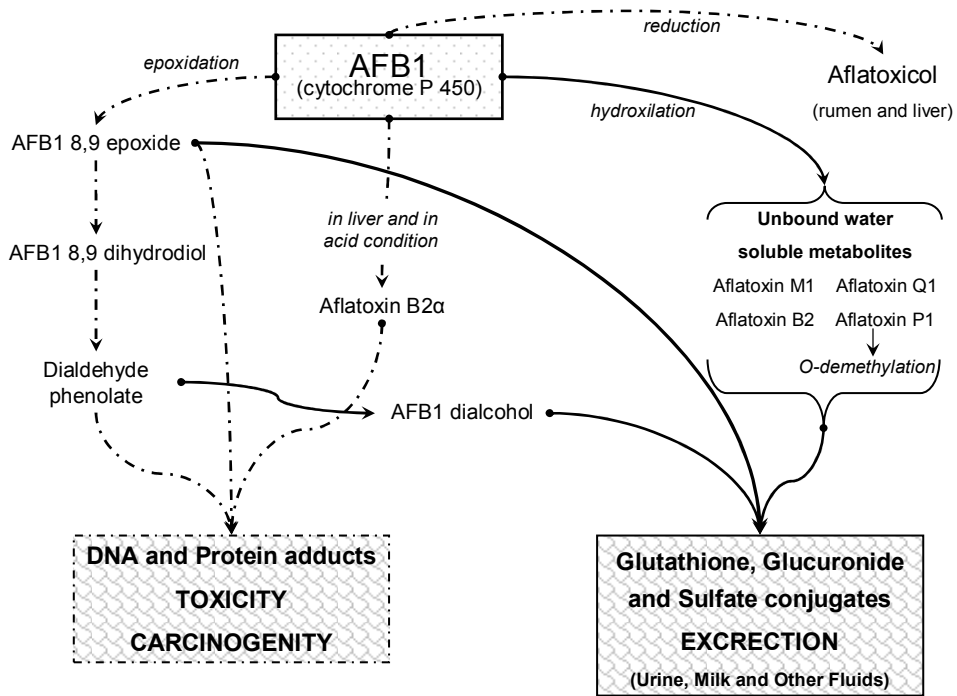 reduction
epoxidation
AFB1
(cytochrome P 450)
Aflatoxicol
(rumen and liver)
hydroxilation
AFB1 8,9 epoxide
in liver and in
acid condition
Unbound water
soluble metabolites
AFB1 8,9 dihydrodiol
Aflatoxin M1 Aflatoxin Q1
Aflatoxin B2α
Aflatoxin B2 Aflatoxin P1
O-demethylation
Dialdehyde
phenolate
AFB1 dialcohol
DNA and Protein adducts
TOXICITY
CARCINOGENITY
Glutathione, Glucuronide
and Sulfate conjugates
EXCRECTION
(Urine, Milk and Other Fluids)